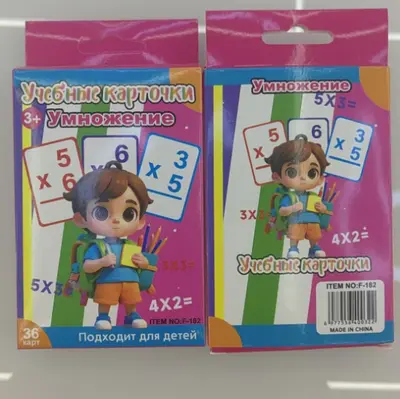 Учебные карточки
3+ Умножение
5
x 6
6
x
3
x 5
5X3=
4X2=
ITEM NO:F-182
36
карт
Подходит для детей
Умножение
5X3=
5
x 6
6
3
x 5
3X3=
4X2=
Учебные карточки
ITEM NO:F-182
MADE IN CHINA